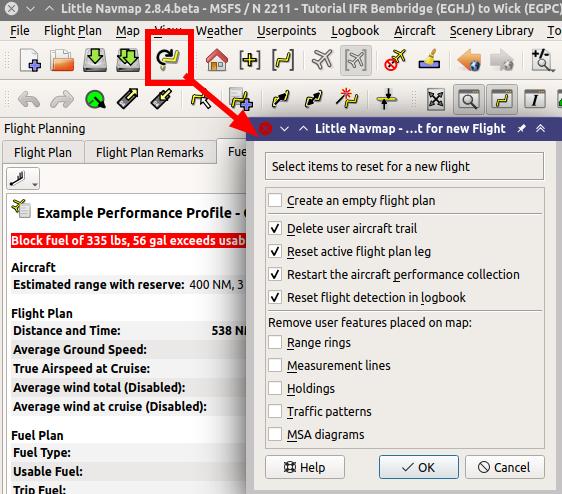 Little Navmap 2.8.4.beta - MSFS / N 2211 - Tutorial IFR Bembridge (EGHJ) to Wick (EGPC)
File Flight Plan Map View Weather Userpoints Logbook Aircraft Scenery Library To
Flight Planning
Flight Plan Flight Plan Remarks Fue
Example Performance Profile -
Block fuel of 335 lbs, 56 gal exceeds usab
Aircraft
Estimated range with reserve: 400 NM, 3
Flight Plan
Distance and Time: 538 NM
Average Ground Speed:
True Airspeed at Cruise:
Average wind total (Disabled):
Average wind at cruise (Disabled):
Fuel Plan
Fuel Type:
Usable Fuel:
Trip Fuel:
Little Navmap - ...t for new Flight
Select items to reset for a new flight
Create an empty flight plan
Delete user aircraft trail
Reset active flight plan leg
Restart the aircraft performance collection
Reset flight detection in logbook
Remove user features placed on map:
Range rings
Measurement lines
Holdings
Traffic patterns
MSA diagrams
Help OK Cancel